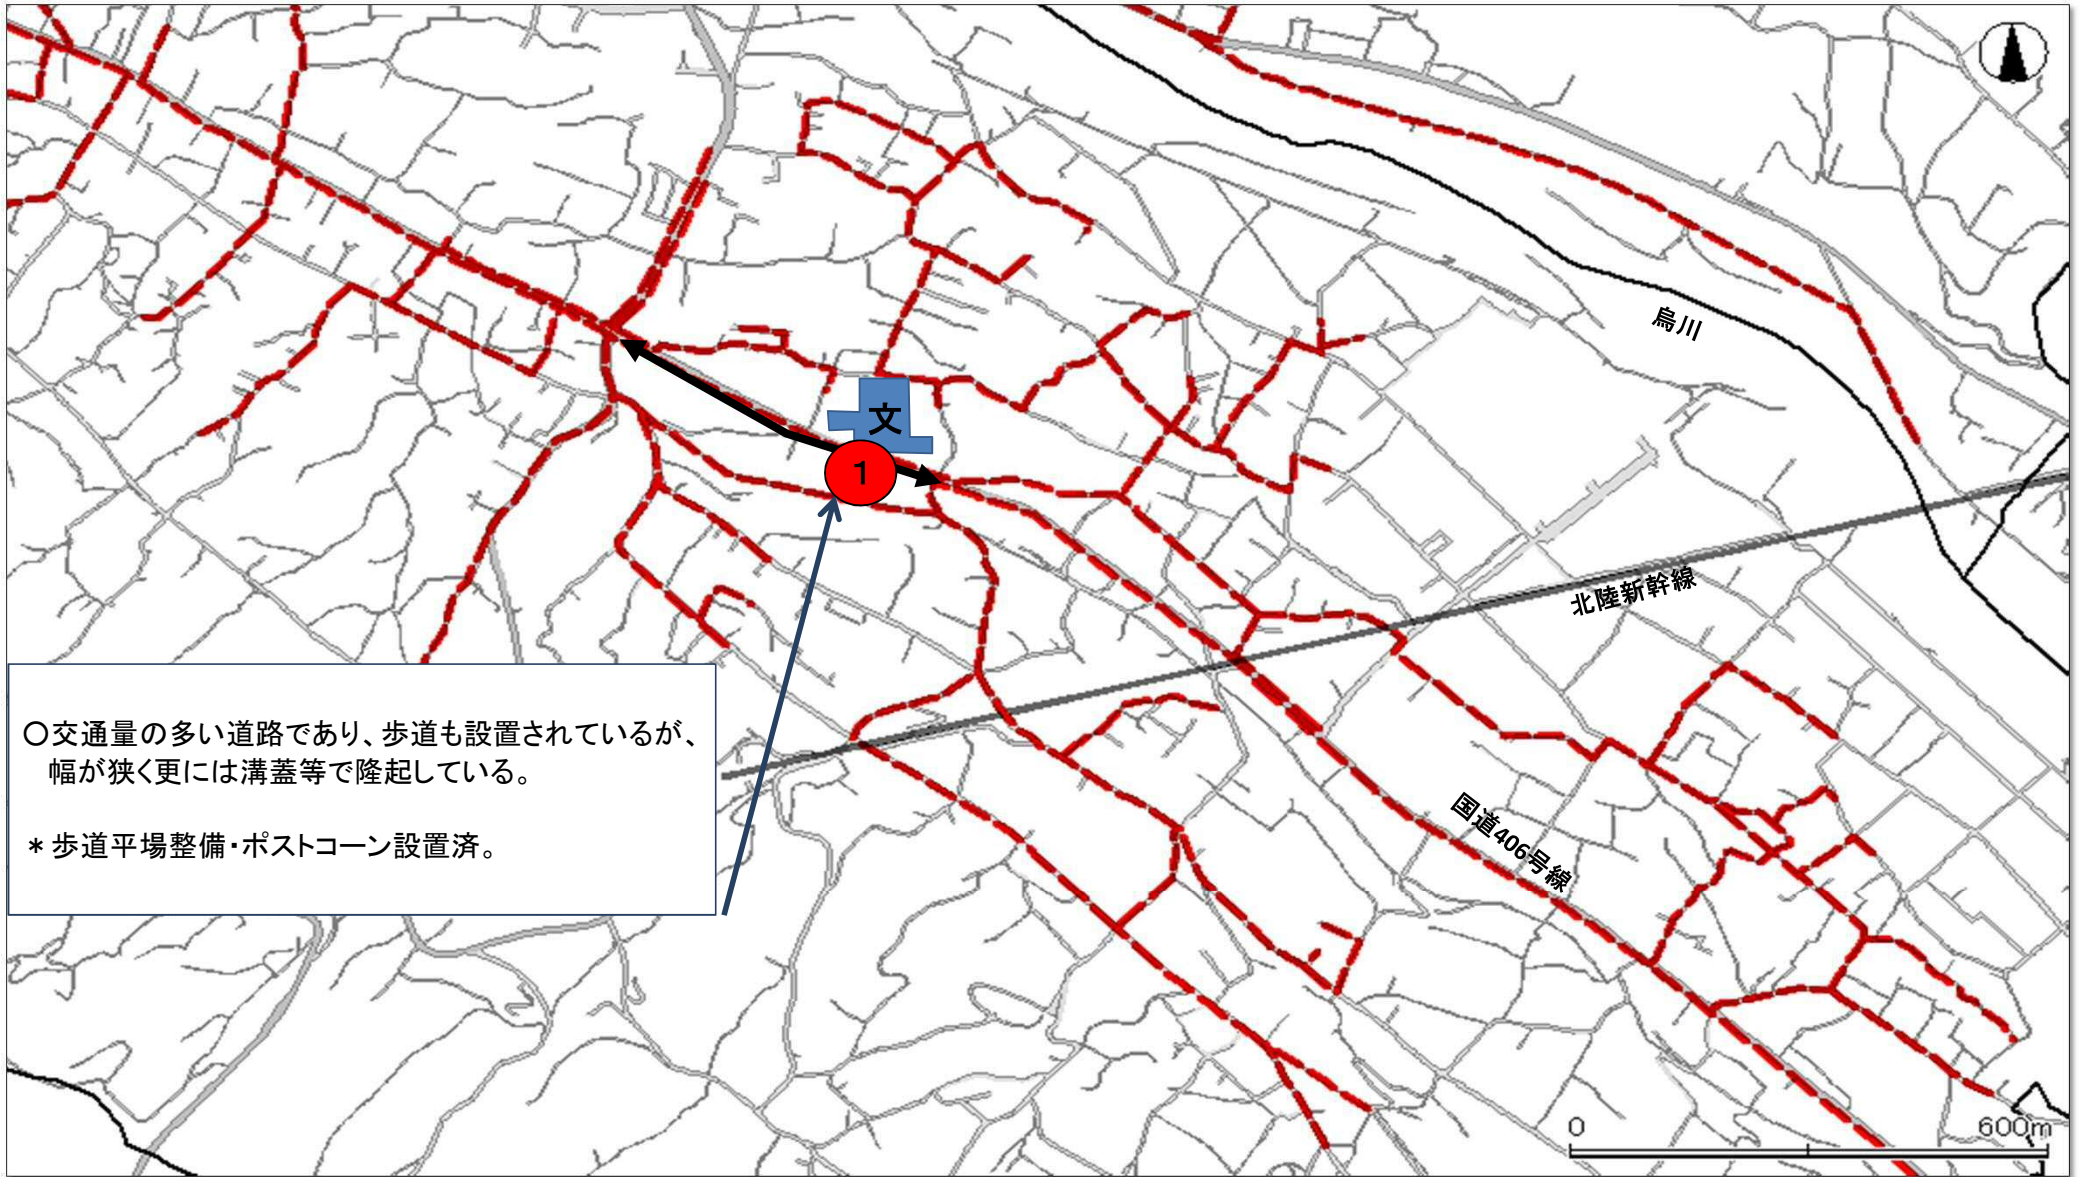 烏川
文
1
北陸新幹線
〇交通量の多い道路であり、歩道も設置されているが、
幅が狭く更には溝蓋等で隆起している。
国道406号線
*歩道平場整備・ポストコーン設置済。
0 600m